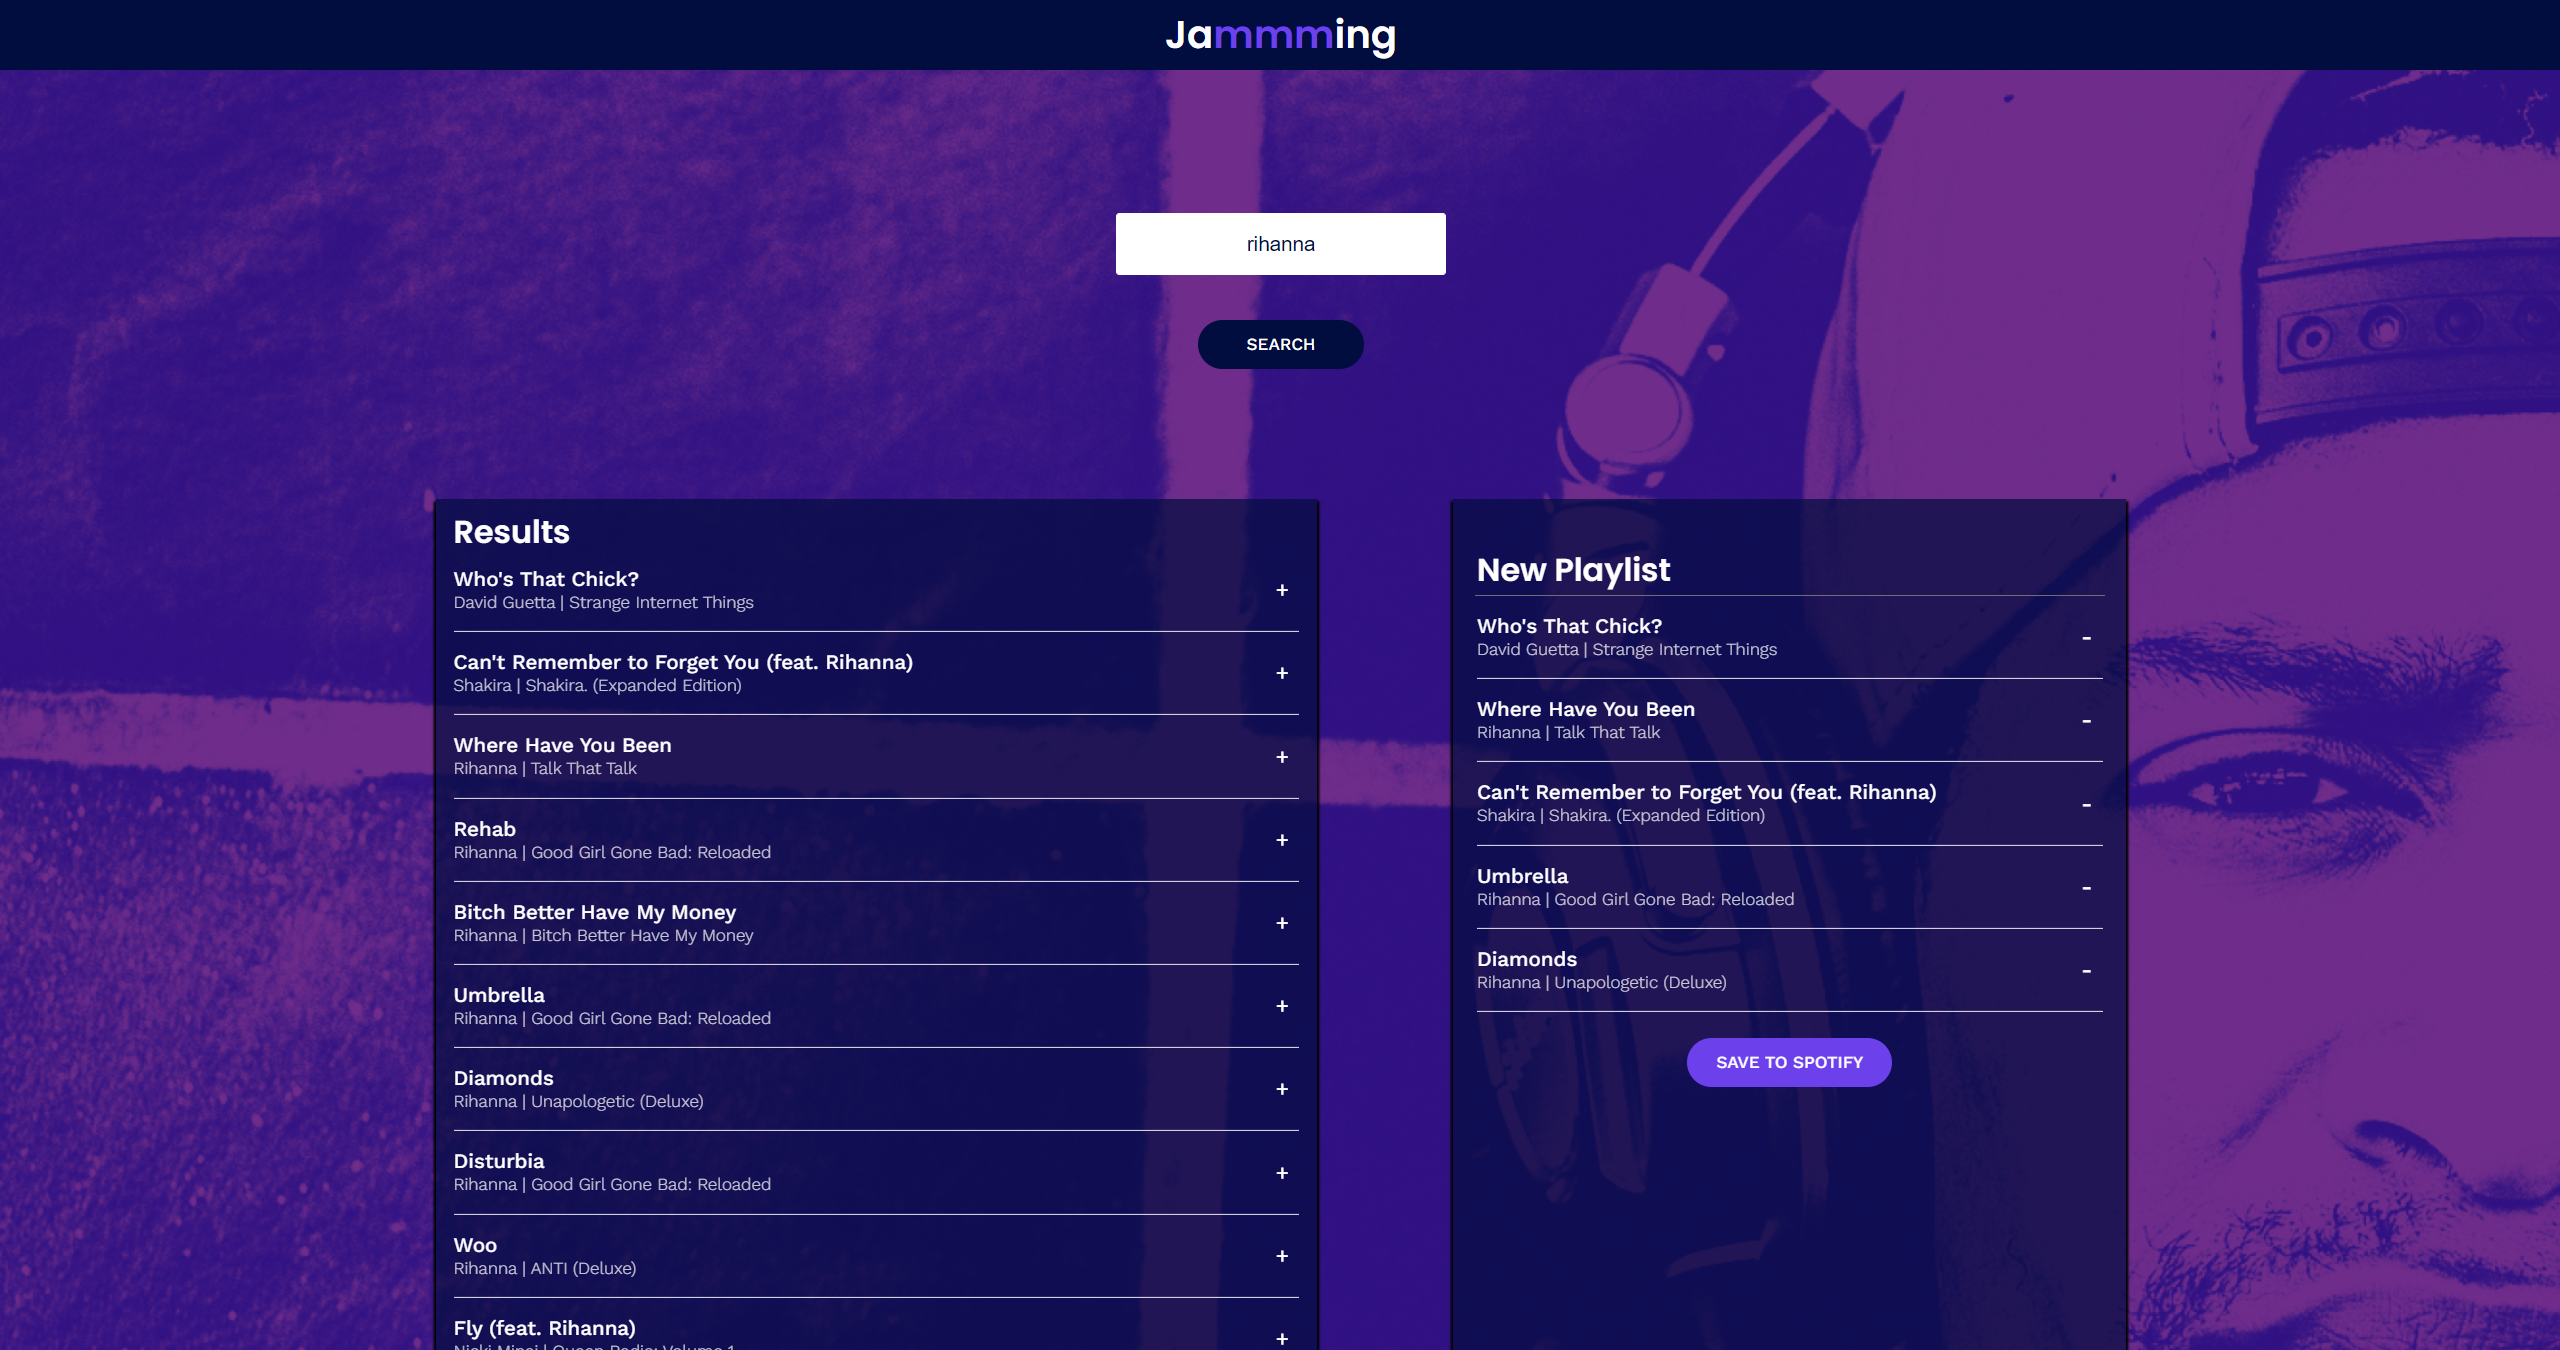 Jammming
rihanna
SEARCH
Results
Who's That Chick?
David Guetta | Strange Internet Things
+
Can't Remember to Forget You (feat. Rihanna)
Shakira | Shakira. (Expanded Edition)
+
Where Have You Been
Rihanna | Talk That Talk
+
Rehab
Rihanna | Good Girl Gone Bad: Reloaded
+
Bitch Better Have My Money
Rihanna | Bitch Better Have My Money
+
Umbrella
Rihanna | Good Girl Gone Bad: Reloaded
+
Diamonds
Rihanna | Unapologetic (Deluxe)
+
Disturbia
Rihanna | Good Girl Gone Bad: Reloaded
+
Woo
Rihanna | ANTI (Deluxe)
+
Fly (feat. Rihanna)
Nicki Minaj | Queen Radio: Volume 1
+
New Playlist
Who's That Chick?
David Guetta | Strange Internet Things
-
Where Have You Been
Rihanna | Talk That Talk
-
Can't Remember to Forget You (feat. Rihanna)
Shakira | Shakira. (Expanded Edition)
-
Umbrella
Rihanna | Good Girl Gone Bad: Reloaded
-
Diamonds
Rihanna | Unapologetic (Deluxe)
-
SAVE TO SPOTIFY